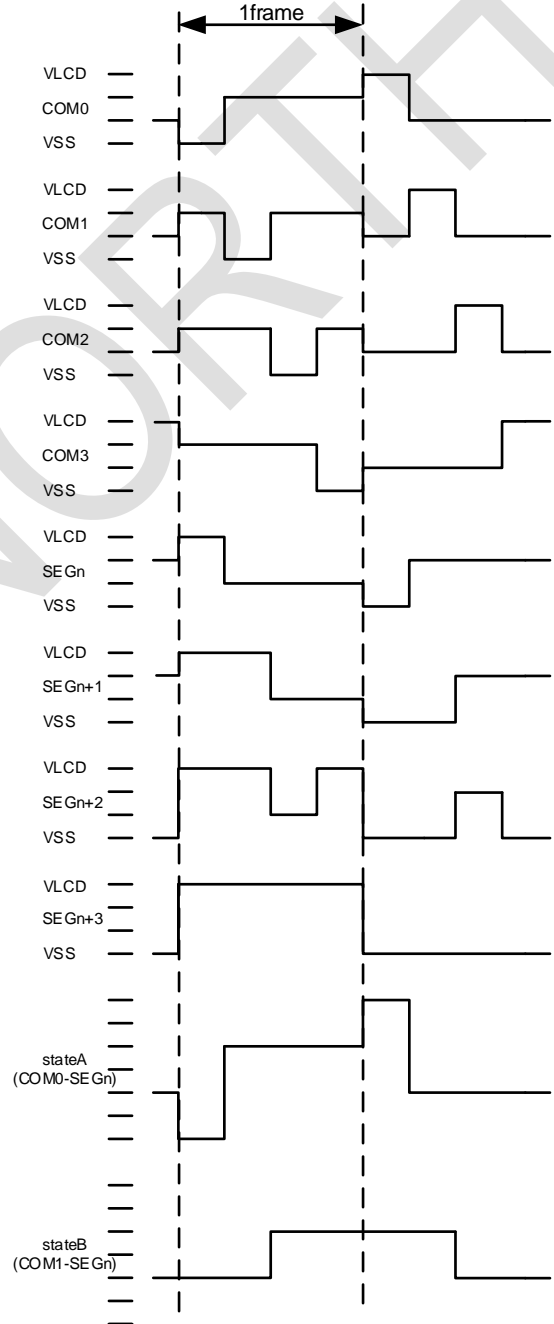 1frame
VLCD
COM0
VSS
VLCD
COM1
VSS
VLCD
COM2
VSS
VLCD
COM3
VSS
VLCD
SEGn
VSS
VLCD
SEGn+1
VSS
VLCD
SEGn+2
VSS
VLCD
SEGn+3
VSS
stateA
(COM0-SEGn)
stateB
(COM1-SEGn)